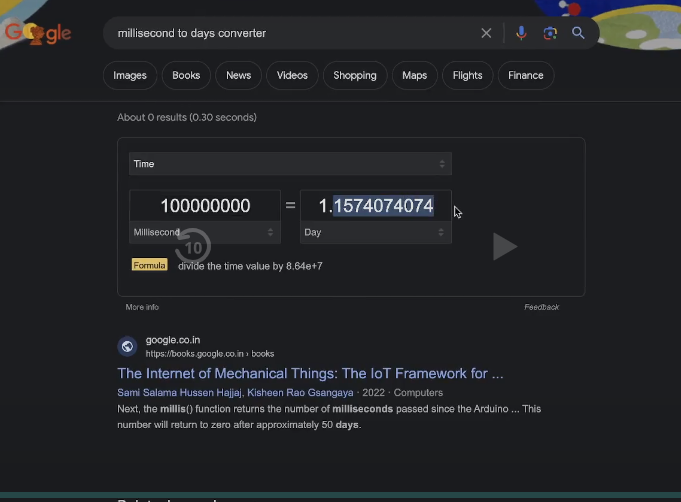 Google
millisecond to days converter
Images Books News Videos Shopping Maps Flights Finance
About 0 results (0.30 seconds)
Time
100000000 = 1.1574074074
Millisecond Day
10
Formula divide the time value by 8.64e+7
More info Feedback
google.co.in
https://books.google.co.in › books
The Internet of Mechanical Things: The IoT Framework for ...
Sami Salama Hussen Hajjaj, Kisheen Rao Gsangaya · 2022 · Computers
Next, the millis() function returns the number of milliseconds passed since the Arduino ... This
number will return to zero after approximately 50 days.